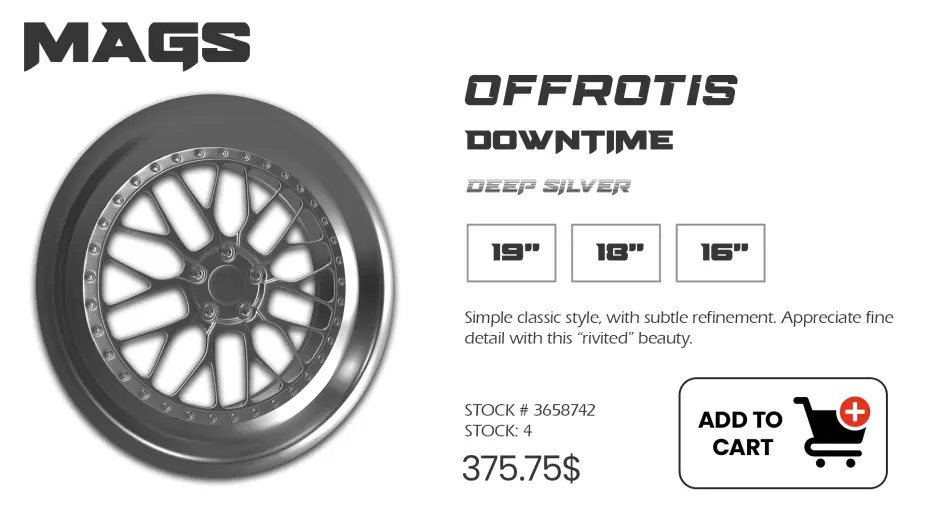 MAGS
OFFROTIS
DOWNTIME
DEEP SILVER
19" 18" 16"
Simple classic style, with subtle refinement. Appreciate fine
detail with this “rivited” beauty.
STOCK # 3658742
STOCK: 4
375.75$
ADD TO
CART